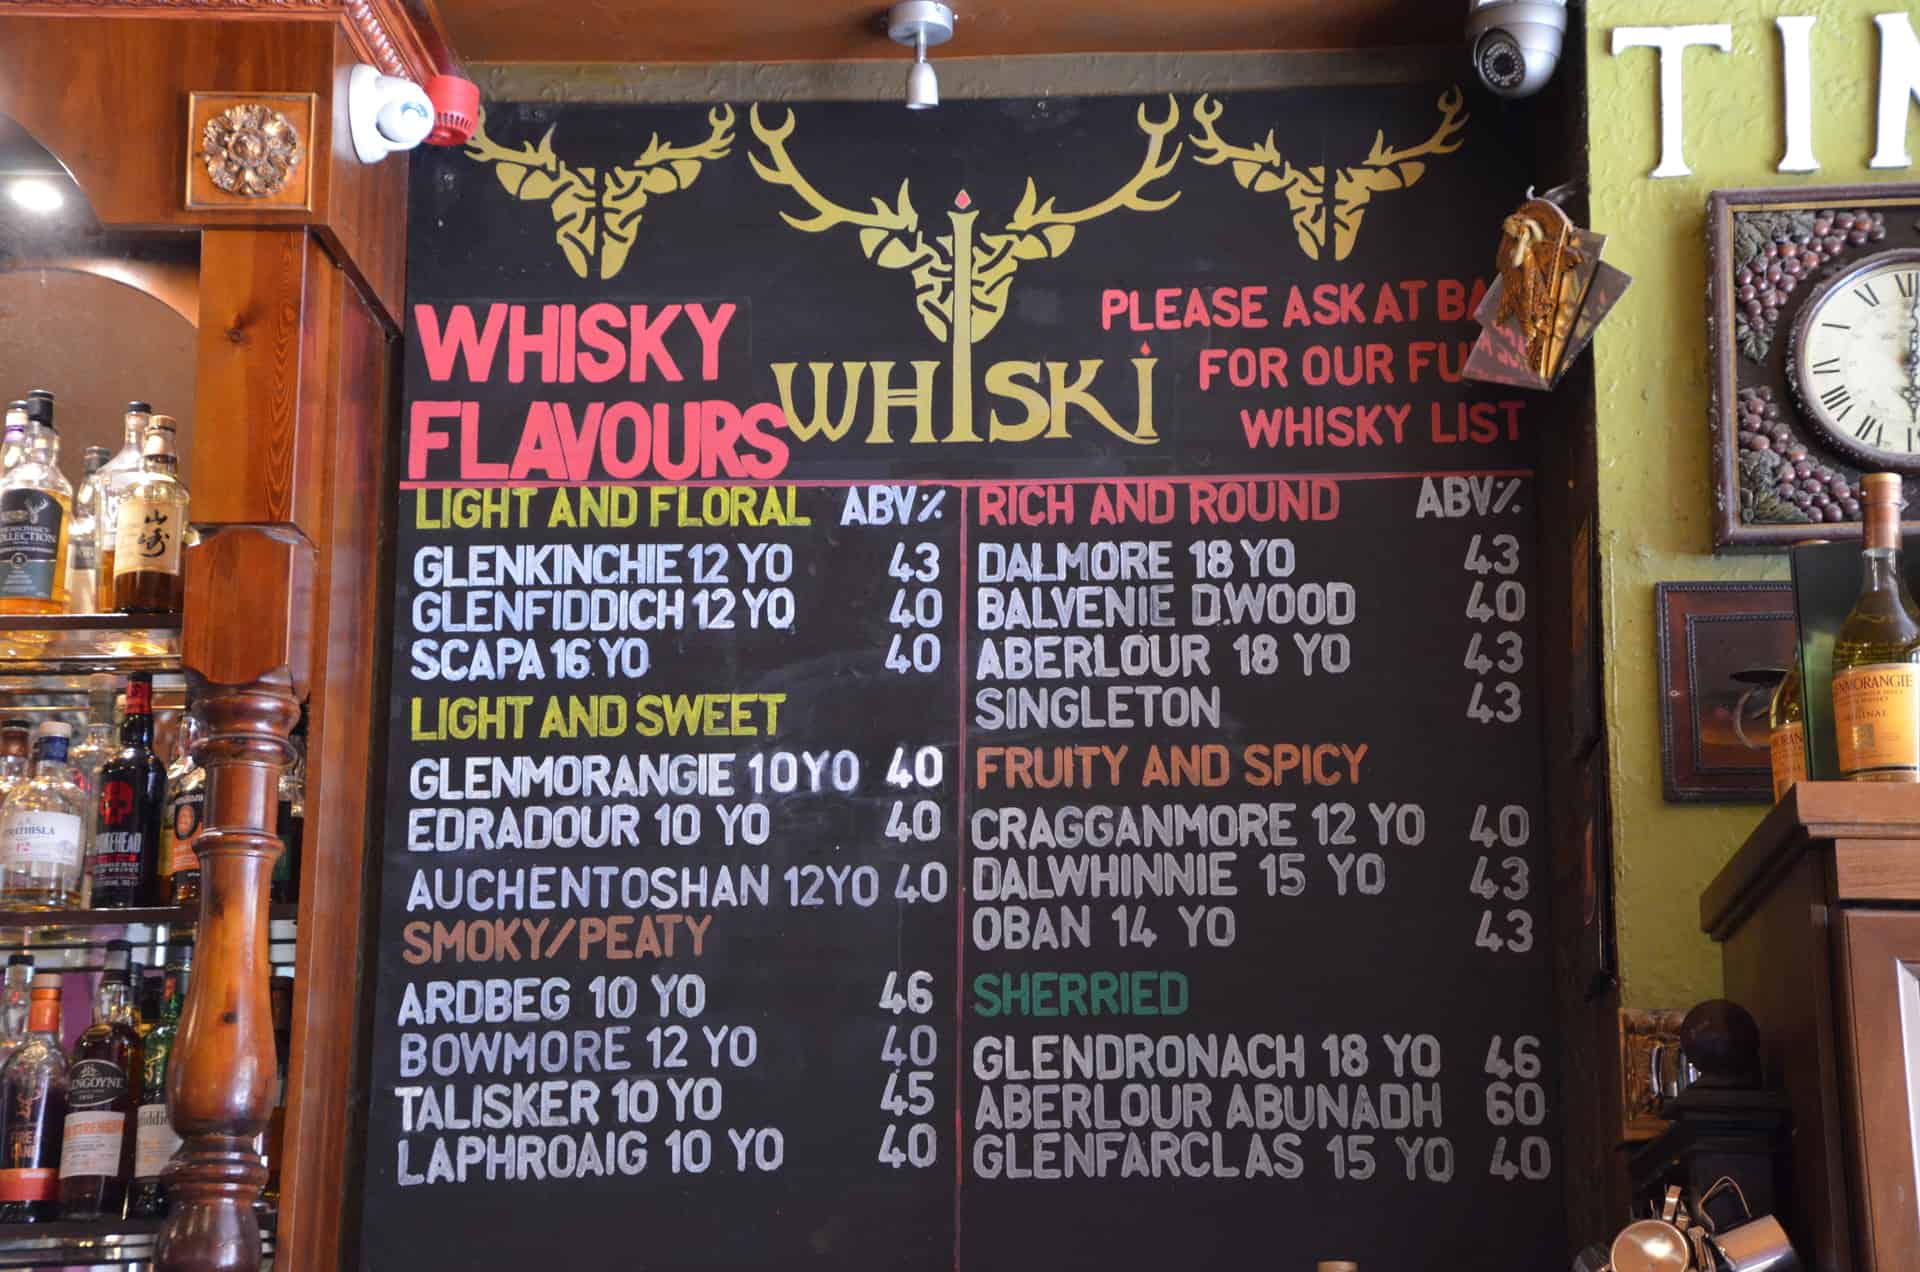 TIN
WHISKY
FLAVOURS
WHISKI
PLEASE ASK AT
FOR OUR
WHISKY LIST
LIGHT AND FLORAL ABV%
GLENKINCHIE 12 YO 43
GLENFIDDICH 12 YO 40
SCAPA 16 YO 40
LIGHT AND SWEET
GLENMORANGIE 10YO 40
EDRADOUR 10 YO 40
AUCHENTOSHAN 12YO 40
SMOKY/PEATY
ARDBEG 10 YO 46
BOWMORE 12 YO 40
TALISKER 10 YO 45
LAPHROAIG 10 YO 40
RICH AND ROUND ABV%
DALMORE 18 YO 43
BALVENIE D.WOOD 40
ABERLOUR 18 YO 43
SINGLETON 43
FRUITY AND SPICY
CRAGGANMORE 12 YO 40
DALWHINNIE 15 YO 43
OBAN 14 YO 43
SHERRIED
GLENDRONACH 18 YO 46
ABERLOUR ABUNADH 60
GLENFARCLAS 15 YO 40
COLLECTION
山崎
12
ORIGINAL